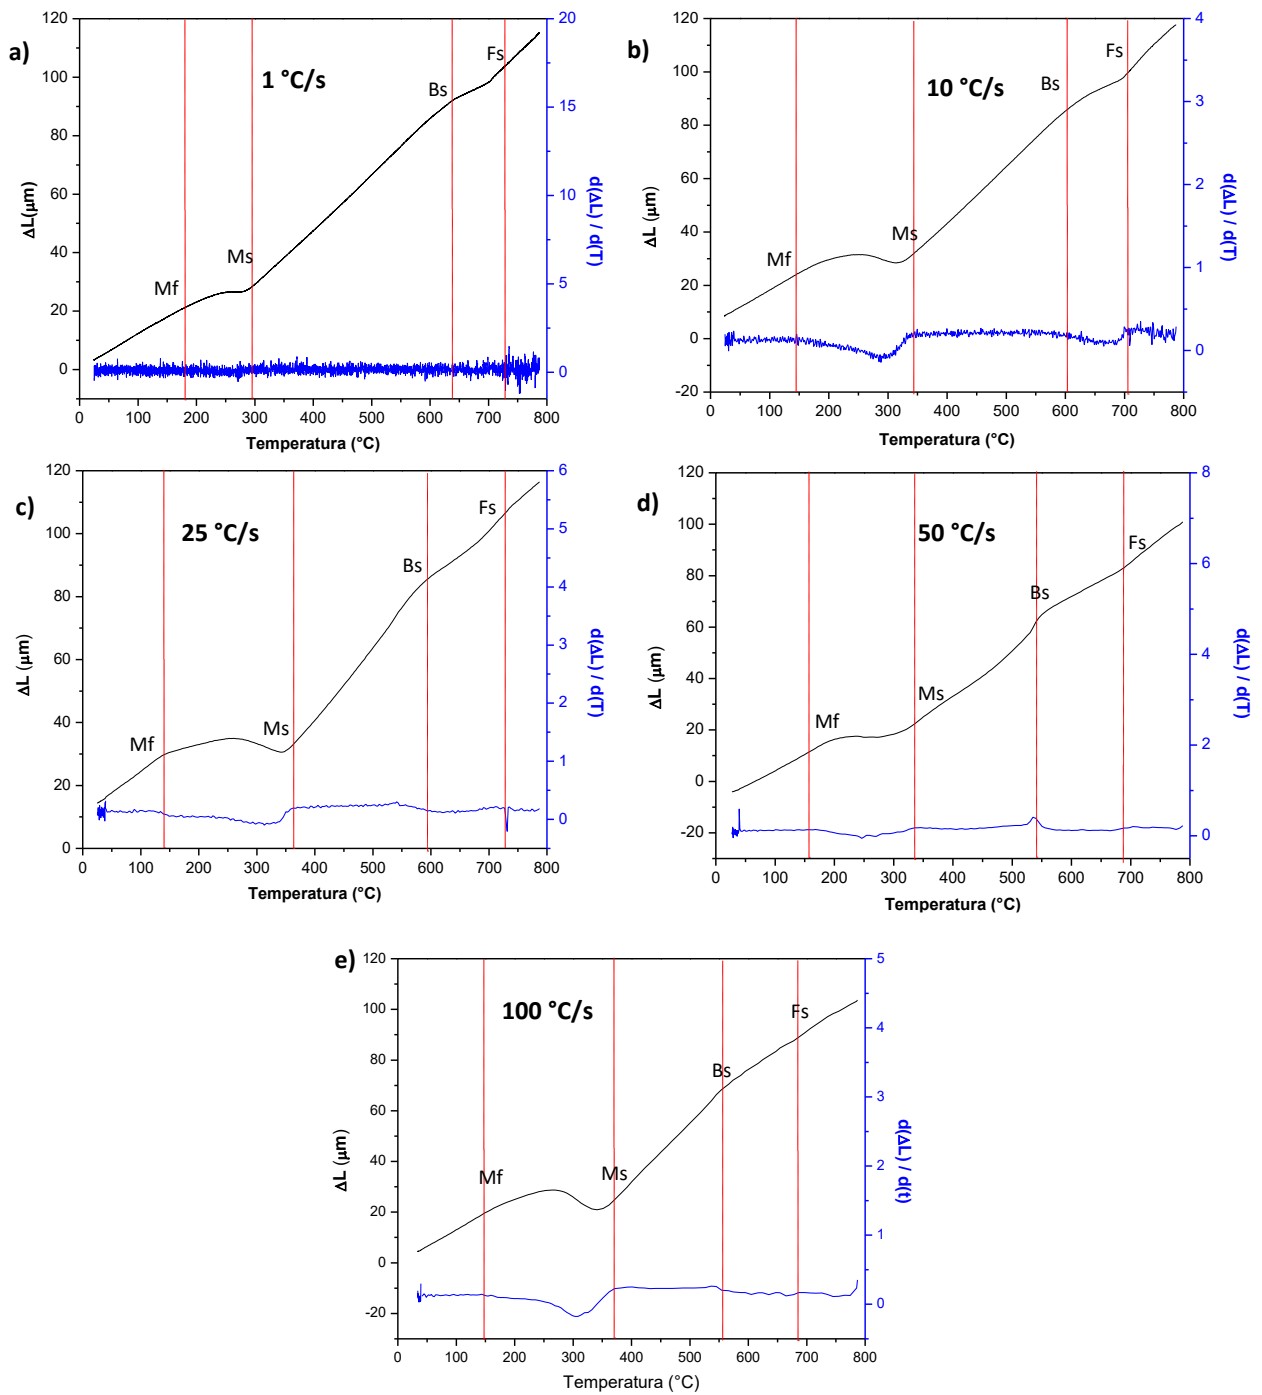 a)
1 °C/s
Mf
Ms
Bs
Fs
120
100
80
60
40
20
0
ΔL(μm)
20
15
10
5
0
d(ΔL) / d(T)
0 100 200 300 400 500 600 700 800
Temperatura (°C)
b)
10 °C/s
Mf
Ms
Bs
Fs
120
100
80
60
40
20
0
-20
ΔL (μm)
4
3
2
1
0
d(ΔL) / d(T)
0 100 200 300 400 500 600 700 800
Temperatura (°C)
c)
25 °C/s
Mf
Ms
Bs
Fs
120
100
80
60
40
20
0
ΔL (μm)
6
5
4
3
2
1
0
d(ΔL) / d(T)
0 100 200 300 400 500 600 700 800
Temperatura (°C)
d)
50 °C/s
Mf
Ms
Bs
Fs
120
100
80
60
40
20
0
-20
ΔL (μm)
8
6
4
2
0
d(ΔL) / d(T)
0 100 200 300 400 500 600 700 800
Temperatura (°C)
e)
100 °C/s
Mf
Ms
Bs
Fs
120
100
80
60
40
20
0
-20
ΔL (μm)
5
4
3
2
1
0
d(ΔL) / d(t)
0 100 200 300 400 500 600 700 800
Temperatura (°C)